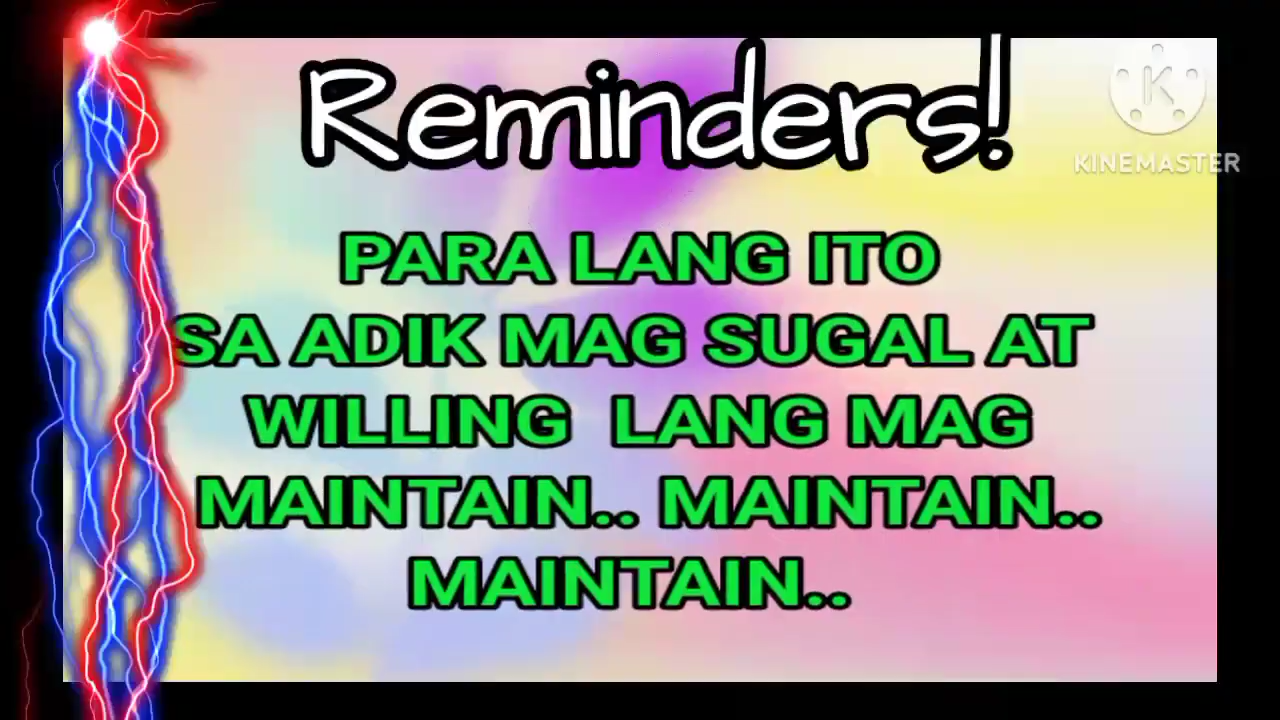 Reminders!
KINEMASTER
PARA LANG ITO
SA ADIK MAG SUGAL AT
WILLING LANG MAG
MAINTAIN.. MAINTAIN..
MAINTAIN..